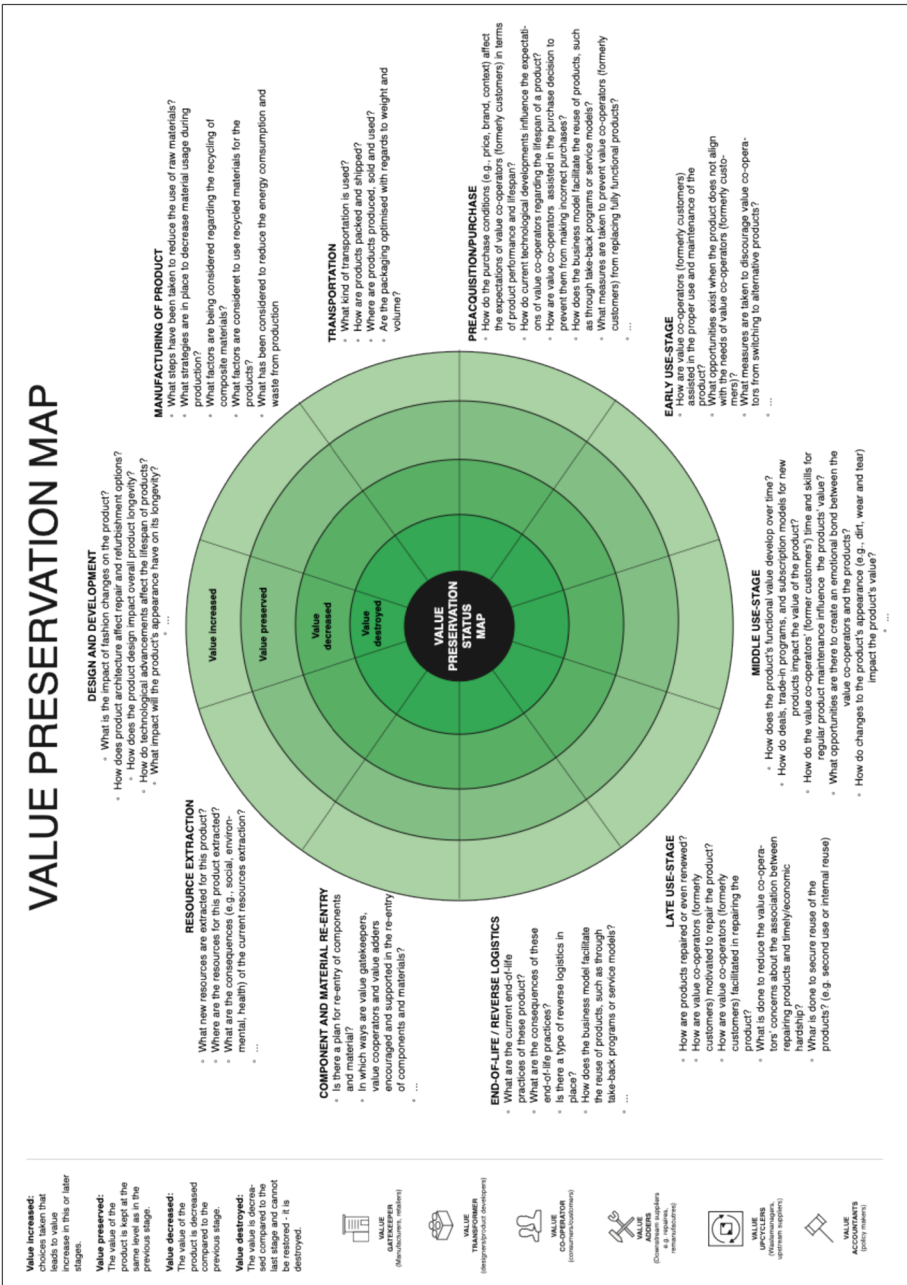 VALUE PRESERVATION MAP
Value increased:
choices taken that
leads to value
increase in this or later
stages.
Value preserved:
The value of the
product is kept at the
same level as in the
previous stage.
Value decreased:
The value of the
product is decreased
compared to the
previous stage.
Value destroyed:
The value is decrea-
sed compared to the
last stage and cannot
be restored - it is
destroyed.
VALUE
GATEKEEPER
(Manufacturers, retailers)
VALUE
TRANSFORMER
(designers/product developers)
VALUE
CO-OPERATOR
(consumers/customers)
VALUE
ADDERS
(Downstream suppliers
e.g.
VALUE
UPCYCLERS
(Wastemanagers,
upstream suppliers)
VALUE
ACCOUNTANTS
(policy makers)
RESOURCE EXTRACTION
◦ What new resources are extracted for this product?
◦ Where are the resources for this product extracted?
◦ What are the consequences (e.g., social, environ-
mental, health) of the current resources extraction?
◦ ...
DESIGN AND DEVELOPMENT
◦ What is the impact of fashion changes on the product?
◦ How does product architecture affect repair and refurbishment options?
◦ How does the product design impact overall product longevity?
◦ How do technological advancements affect the lifespan of products?
◦ What impact will the product's appearance have on its longevity?
◦ ...
MANUFACTURING OF PRODUCT
◦ What steps have been taken to reduce the use of raw materials?
◦ What strategies are in place to decrease material usage during
production?
◦ What factors are being considered regarding the recycling of
composite materials?
◦ What factors are consideret to use recycled materials for the
products?
◦ What has been considered to reduce the energy comsumption and
waste from production
TRANSPORTATION
◦ What kind of transportation is used?
◦ How are products packed and shipped?
◦ Where are products produced, sold and used?
◦ Are the packaging optimised with regards to weight and
volume?
PREACQUISITION/PURCHASE
◦ How do the purchase conditions (e.g., price, brand, context) affect
the expectations of value co-operators (formerly customers) in terms
of product performance and lifespan?
◦ How do current technological developments influence the expectati-
ons of value co-operators regarding the lifespan of a product?
◦ How are value co-operators assisted in the purchase decision to
prevent them from making incorrect purchases?
◦ How does the business model facilitate the reuse of products, such
as through take-back programs or service models?
◦ What measures are taken to prevent value co-operators (formerly
customers) from replacing fully functional products?
...
EARLY USE-STAGE
◦ How are value co-operators (formerly customers)
assisted in the proper use and maintenance of the
product?
◦ What opportunities exist when the product does not align
with the needs of value co-operators (formerly custo-
mers)?
◦ What measures are taken to discourage value co-opera-
tors from switching to alternative products?
◦ ...
MIDDLE USE-STAGE
◦ How does the product's functional value develop over time?
◦ How do deals, trade-in programs, and subscription models for new
products impact the value of the product?
◦ How do the value co-operators' (former customers') time and skills for
regular product maintenance influence the products' value?
◦ What opportunities are there to create an emotional bond between the
value co-operators and the products?
◦ How do changes to the product's appearance (e.g., dirt, wear and tear)
impact the product's value?
◦ ...
LATE USE-STAGE
◦ How are products repaired or even renewed?
◦ How are value co-operators (formerly
customers) motivated to repair the product?
◦ How are value co-operators (formerly
customers) facilitated in repairing the
product?
◦ What is done to reduce the value co-opera-
tors' concerns about the association between
repairing products and timely/economic
hardship?
◦ Whar is done to secure reuse of the
products? (e.g. second use or internal reuse)
END-OF-LIFE / REVERSE LOGISTICS
◦ What are the current end-of-life
practices of these product?
◦ What are the consequences of these
end-of-life practices?
◦ Is there a type of reverse logistics in
place?
◦ How does the business model facilitate
the reuse of products, such as through
take-back programs or service models?
◦ ...
COMPONENT AND MATERIAL RE-ENTRY
◦ Is there a plan for re-entry of components
and material?
◦ In which ways are value gatekeepers,
value cooperators and value adders
encouraged and supported in the re-entry
of components and materials?
◦ ...
Value increased
Value preserved
Value
decreased
Value
destroyed
VALUE
PRESERVATION
STATUS
MAP